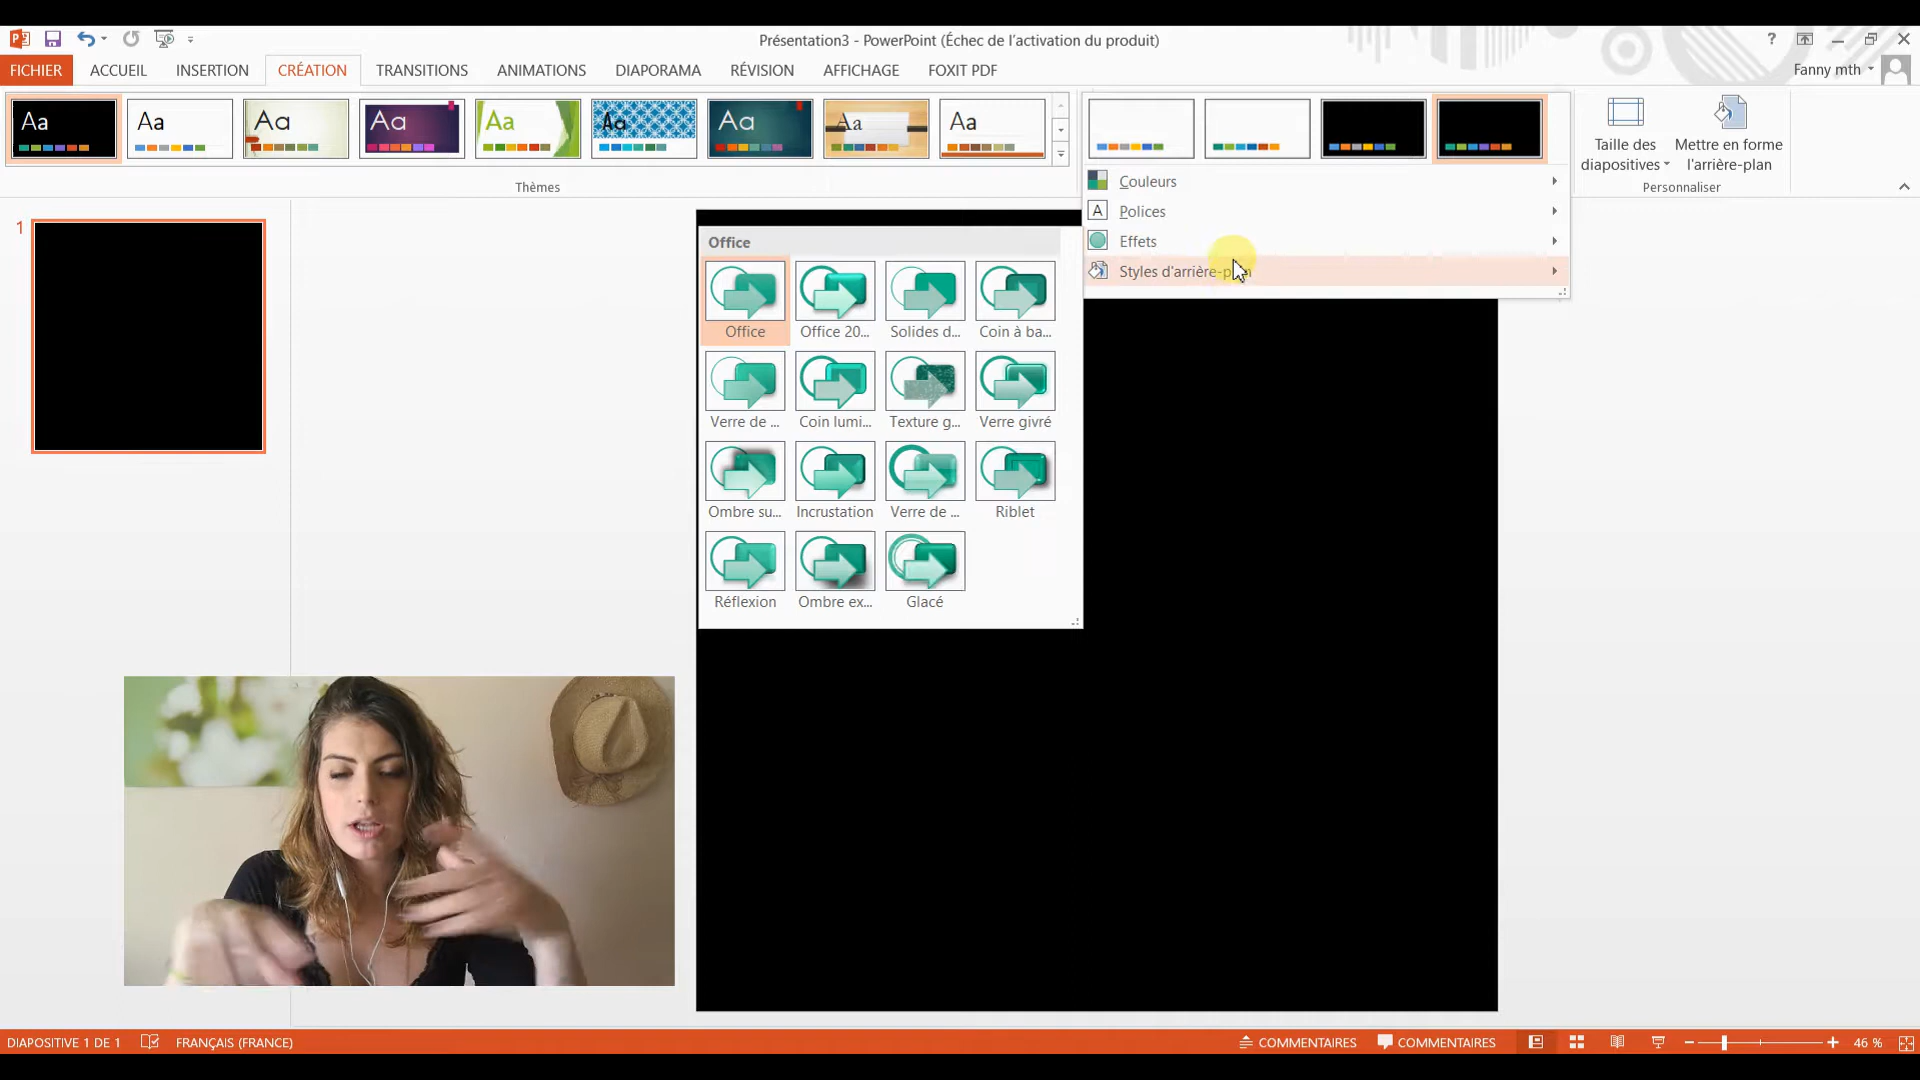 Présentation3 - PowerPoint (Échec de l'activation du produit)
?
FICHIER
ACCUEIL
INSERTION
CRÉATION
TRANSITIONS
ANIMATIONS
DIAPORAMA
RÉVISION
AFFICHAGE
FOXIT PDF
Fanny mth
Aa
Aa
Aa
Aa
Aa
Aa
Aa
Aa
Aa
Thèmes
Couleurs
A Polices
Effets
Styles d'arrière-
Taille des
diapositives
Mettre en forme
l'arrière-plan
Personnaliser
1
Office
Office
Office 20...
Solides d...
Coin à ba...
Verre de ...
Coin lumi...
Texture g...
Verre givré
Ombre su...
Incrustation
Verre de ...
Riblet
Réflexion
Ombre ex...
Glacé
DIAPOSITIVE 1 DE 1
FRANÇAIS (FRANCE)
COMMENTAIRES
COMMENTAIRES
46 %